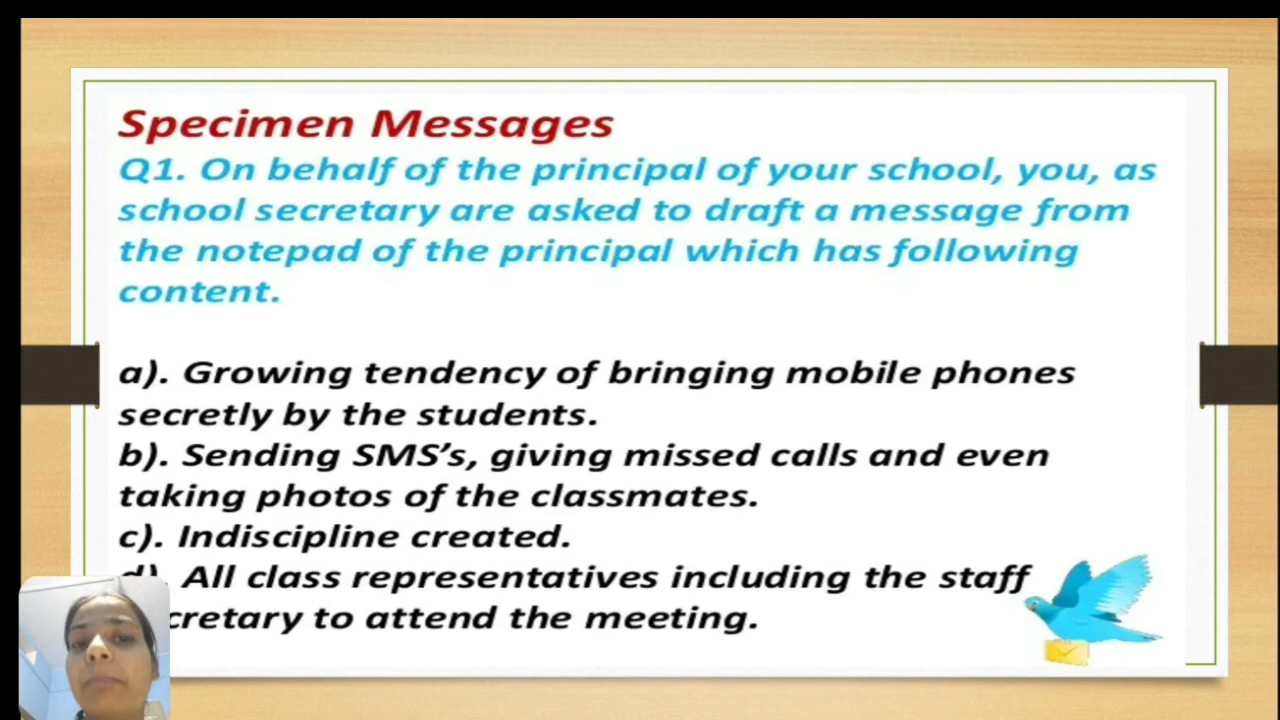 Specimen Messages
Q1. On behalf of the principal of your school, you, as
school secretary are asked to draft a message from
the notepad of the principal which has following
content.
a). Growing tendency of bringing mobile phones
secretly by the students.
b). Sending SMS’s, giving missed calls and even
taking photos of the classmates.
c). Indiscipline created.
d). All class representatives including the staff
cretary to attend the meeting.